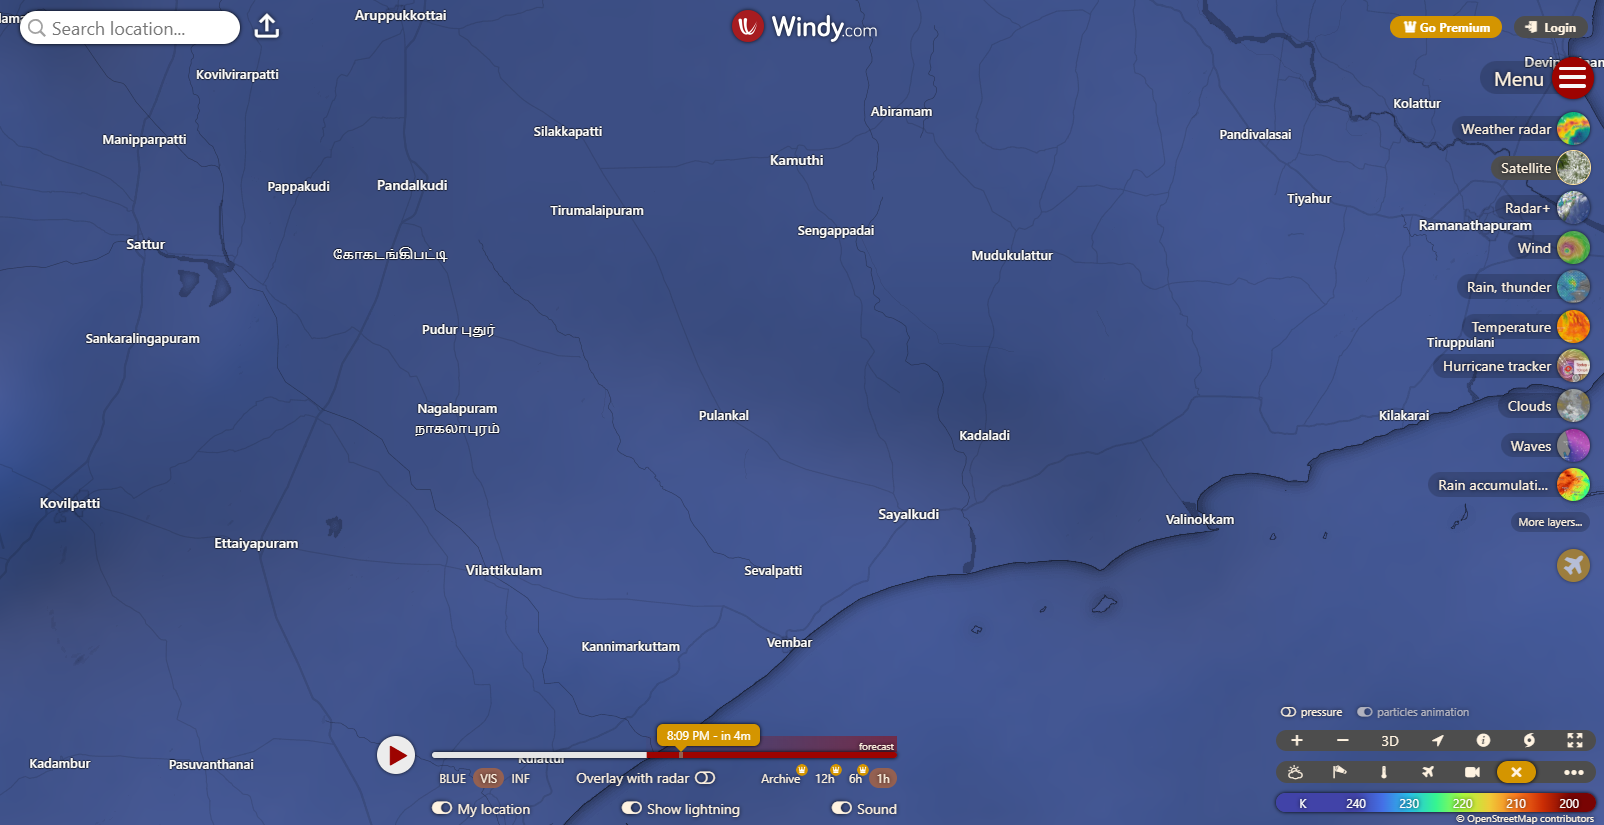 Search location...
Windy.com
Go Premium
Login
Menu
Weather radar
Satellite
Radar+
Wind
Rain, thunder
Temperature
Hurricane tracker
Clouds
Waves
Rain accumulati...
More layers...
Aruppukkottai
Kovilvirarpatti
Abiramam
Kolattur
Silakkapatti
Pandivalasai
Manipparpatti
Kamuthi
Pappakudi
Pandalkudi
Tiyahur
Tirumalaipuram
Ramanathapuram
Sengappadai
Sattur
கோகடங்கிபட்டி
Mudukulattur
Pudur புதுர்
Sankaralingapuram
Tiruppulani
Nagalapuram
நாகலாபுரம்
Pulankal
Kilakarai
Kadaladi
Kovilpatti
Sayalkudi
Valinokkam
Ettaiyapuram
Vilattikulam
Sevalpatti
Kannimarkuttam
Vembar
Kadambur
Pasuvanthanai
8:09 PM - in 4m
forecast
BLUE VIS INF
Overlay with radar
Archive 12h 6h 1h
My location
Show lightning
Sound
pressure
particles animation
3D
K 240 230 220 210 200
© OpenStreetMap contributors